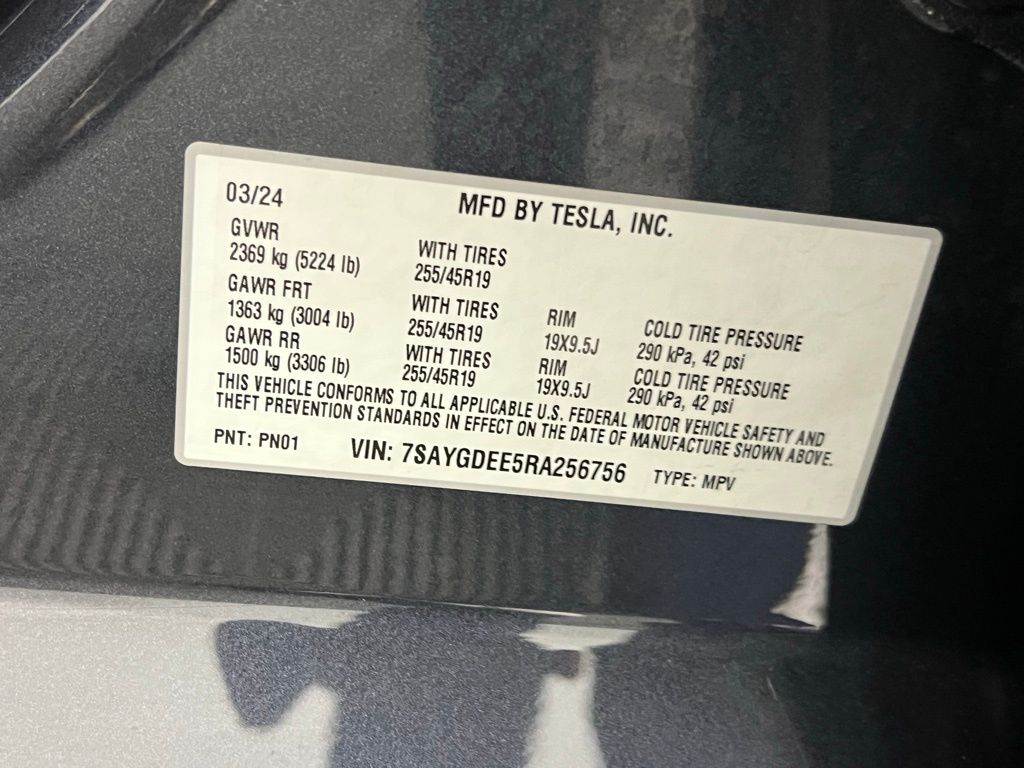 03/24 MFD BY TESLA, INC.
GVWR
2369 kg (5224 lb) WITH TIRES 255/45R19
GAWR FRT
1363 kg (3004 lb) WITH TIRES 255/45R19 RIM 19X9.5J COLD TIRE PRESSURE 290 kPa, 42 psi
GAWR RR
1500 kg (3306 lb) WITH TIRES 255/45R19 RIM 19X9.5J COLD TIRE PRESSURE 290 kPa, 42 psi
THIS VEHICLE CONFORMS TO ALL APPLICABLE U.S. FEDERAL MOTOR VEHICLE SAFETY AND
THEFT PREVENTION STANDARDS IN EFFECT ON THE DATE OF MANUFACTURE SHOWN ABOVE.
PNT: PN01 VIN: 7SAYGDEE5RA256756 TYPE: MPV